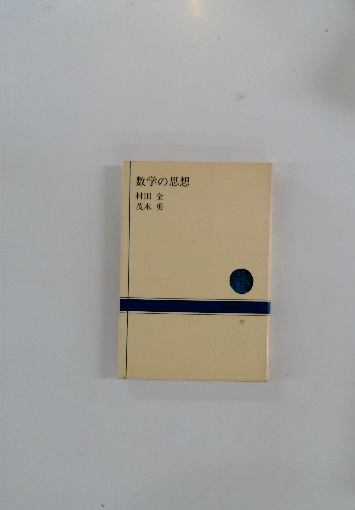 数学の思想
村田 全
茂木 勇